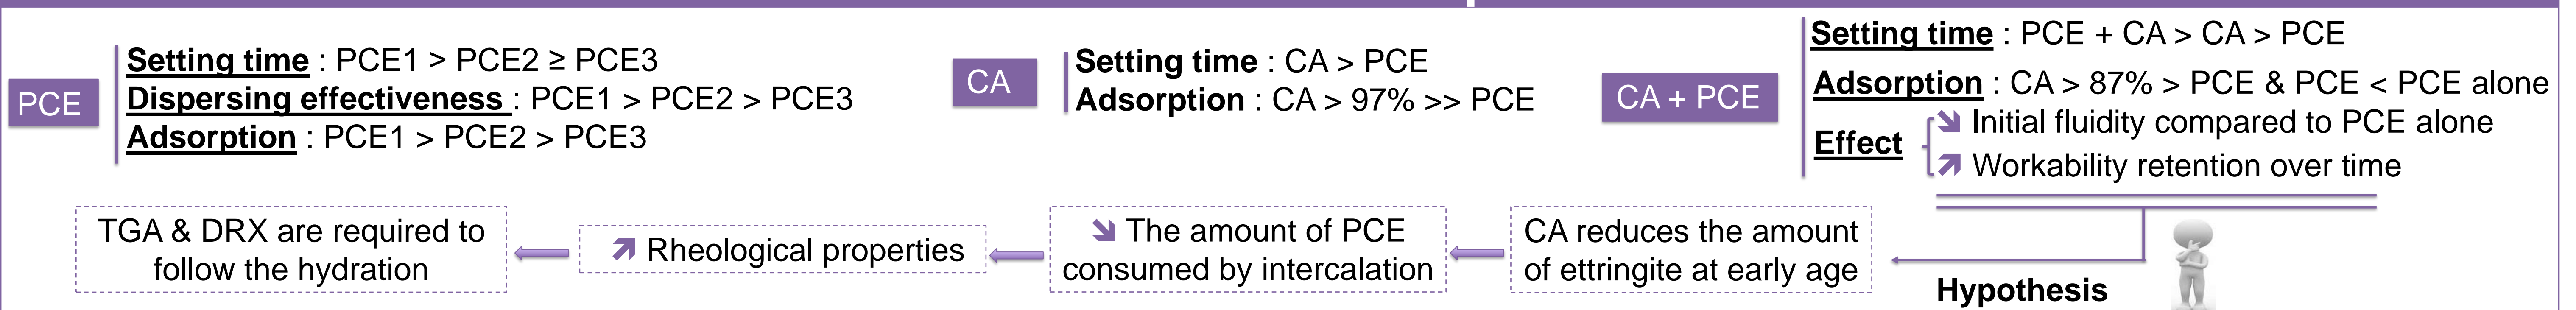 PCE
Setting time : PCE1 > PCE2 ≥ PCE3
Dispersing effectiveness : PCE1 > PCE2 > PCE3
Adsorption : PCE1 > PCE2 > PCE3
CA
Setting time : CA > PCE
Adsorption : CA > 97% >> PCE
CA + PCE
Setting time : PCE + CA > CA > PCE
Adsorption : CA > 87% > PCE & PCE < PCE alone
Effect
↘ Initial fluidity compared to PCE alone
↗ Workability retention over time
Hypothesis
CA reduces the amount
of ettringite at early age
↘ The amount of PCE
consumed by intercalation
↗ Rheological properties
TGA & DRX are required to
follow the hydration